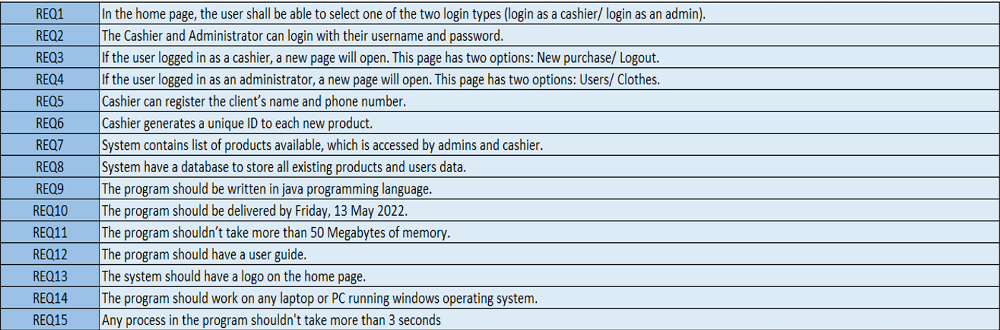 REQ1 In the home page, the user shall be able to select one of the two login types (login as a cashier/ login as an admin).
REQ2 The Cashier and Administrator can login with their username and password.
REQ3 If the user logged in as a cashier, a new page will open. This page has two options: New purchase/ Logout.
REQ4 If the user logged in as an administrator, a new page will open. This page has two options: Users/ Clothes.
REQ5 Cashier can register the client’s name and phone number.
REQ6 Cashier generates a unique ID to each new product.
REQ7 System contains list of products available, which is accessed by admins and cashier.
REQ8 System have a database to store all existing products and users data.
REQ9 The program should be written in java programming language.
REQ10 The program should be delivered by Friday, 13 May 2022.
REQ11 The program shouldn’t take more than 50 Megabytes of memory.
REQ12 The program should have a user guide.
REQ13 The system should have a logo on the home page.
REQ14 The program should work on any laptop or PC running windows operating system.
REQ15 Any process in the program shouldn't take more than 3 seconds